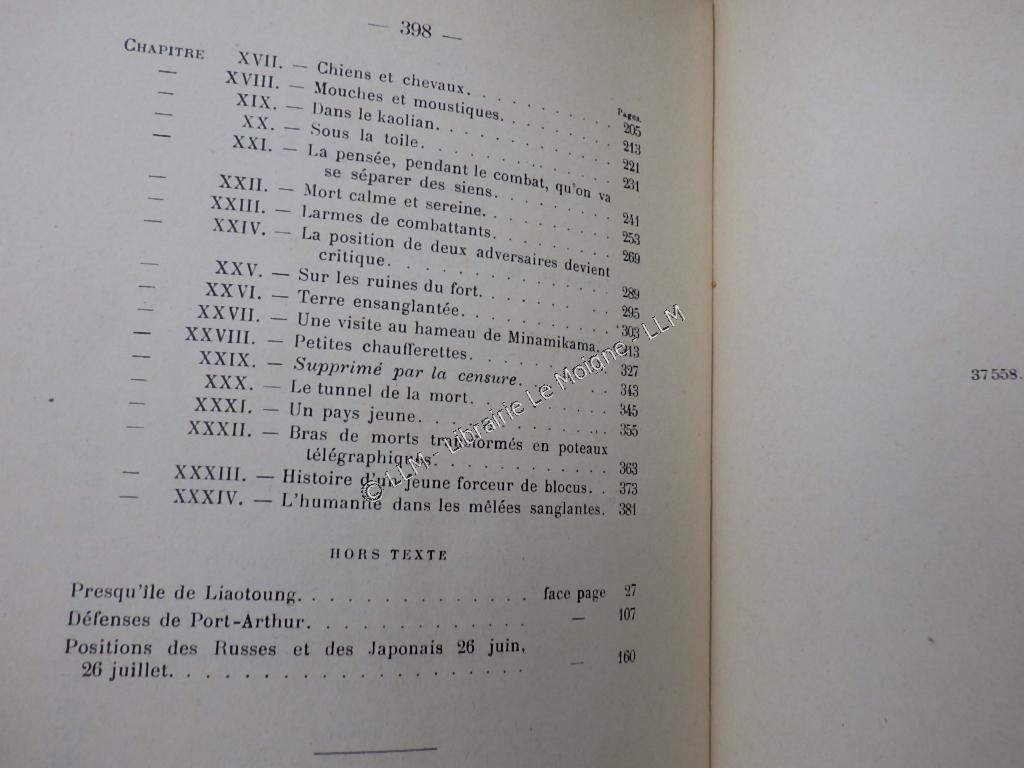 — 398 —
Pages.
CHAPITRE XVII. — Chiens et chevaux. . . . . . . . . . 205
— XVIII. — Mouches et moustiques. . . . . . . . 213
— XIX. — Dans le kaolian. . . . . . . . . . . 221
— XX. — Sous la toile. . . . . . . . . . . . 231
— XXI. — La pensée, pendant le combat, qu'on va
se séparer des siens. . . . . . . . 241
— XXII. — Mort calme et sereine. . . . . . . . 253
— XXIII. — Larmes de combattants. . . . . . . . 269
— XXIV. — La position de deux adversaires devient
critique. . . . . . . . . . . . . 289
— XXV. — Sur les ruines du fort. . . . . . . . 295
— XXVI. — Terre ensanglantée. . . . . . . . . 303
— XXVII. — Une visite au hameau de Minamikama. .
— XXVIII. — Petites chaufferettes. . . . . . . . 327
— XXIX. — Supprimé par la censure. . . . . . . 343
— XXX. — Le tunnel de la mort. . . . . . . . 345
— XXXI. — Un pays jeune. . . . . . . . . . . 355
— XXXII. — Bras de morts transformés en poteaux
télégraphiques. . . . . . . . . . . 363
— XXXIII. — Histoire d'un jeune forceur de blocus. . 373
— XXXIV. — L'humanité dans les mêlées sanglantes. 381
HORS TEXTE
Presqu'île de Liaotoung. . . . . . . . . . . . . face page 27
Défenses de Port-Arthur. . . . . . . . . . . . . — 107
Positions des Russes et des Japonais 26 juin,
26 juillet. . . . . . . . . . . . . . . . . . — 160
37558.
© LLM - Librairie Le Moigne - LLM